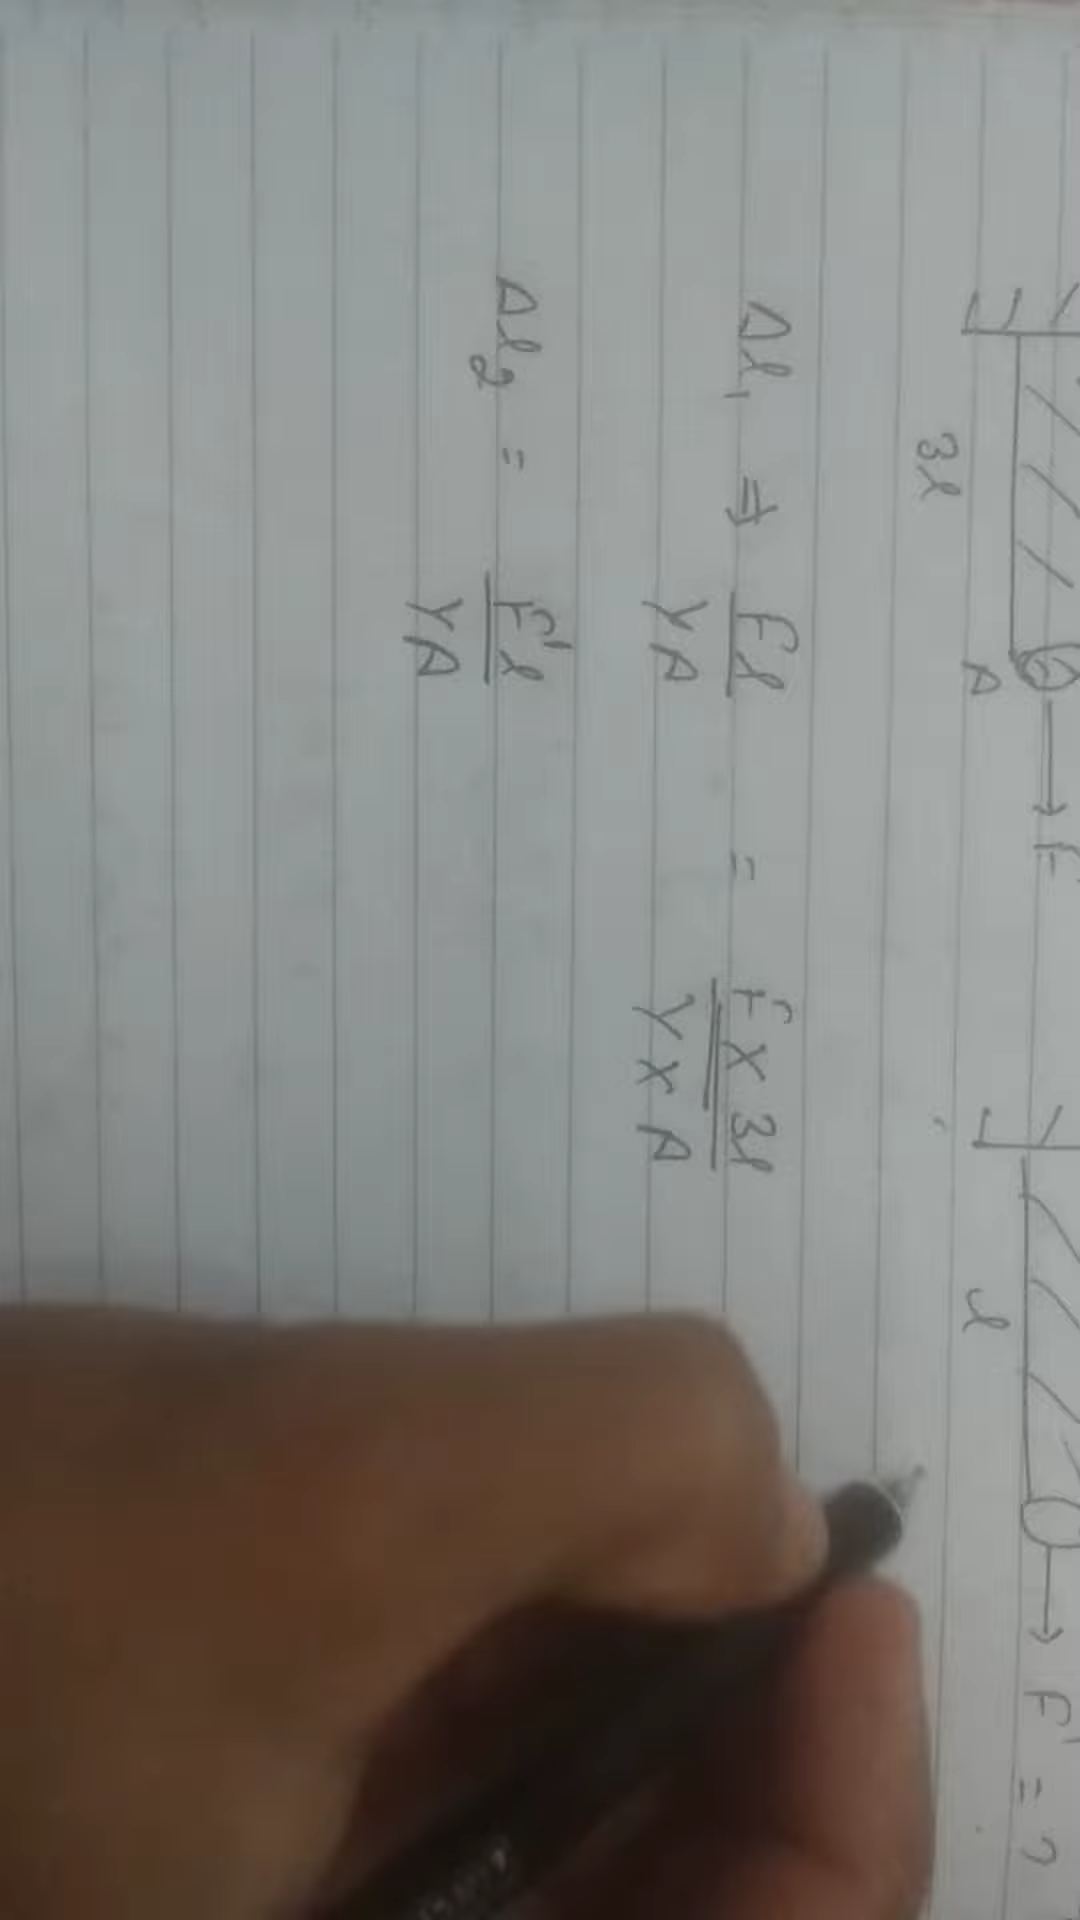 F F' = ?
3l A l
Δl₁ ⇒ Fl/YA = F x 3l/Y x A
Δl₂ = F'l/YA